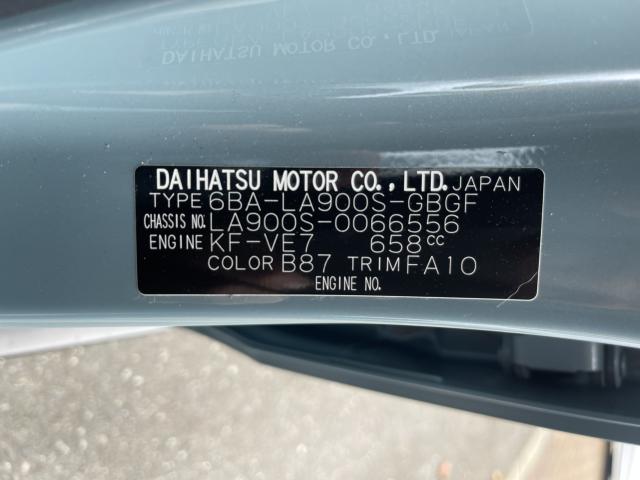 DAIHATSU MOTOR CO.,LTD. JAPAN
TYPE 6BA-LA900S-GBGF
CHASSIS NO. LA900S-0066556
ENGINE KF-VE7 658cc
COLOR B87 TRIM FA10
ENGINE NO.